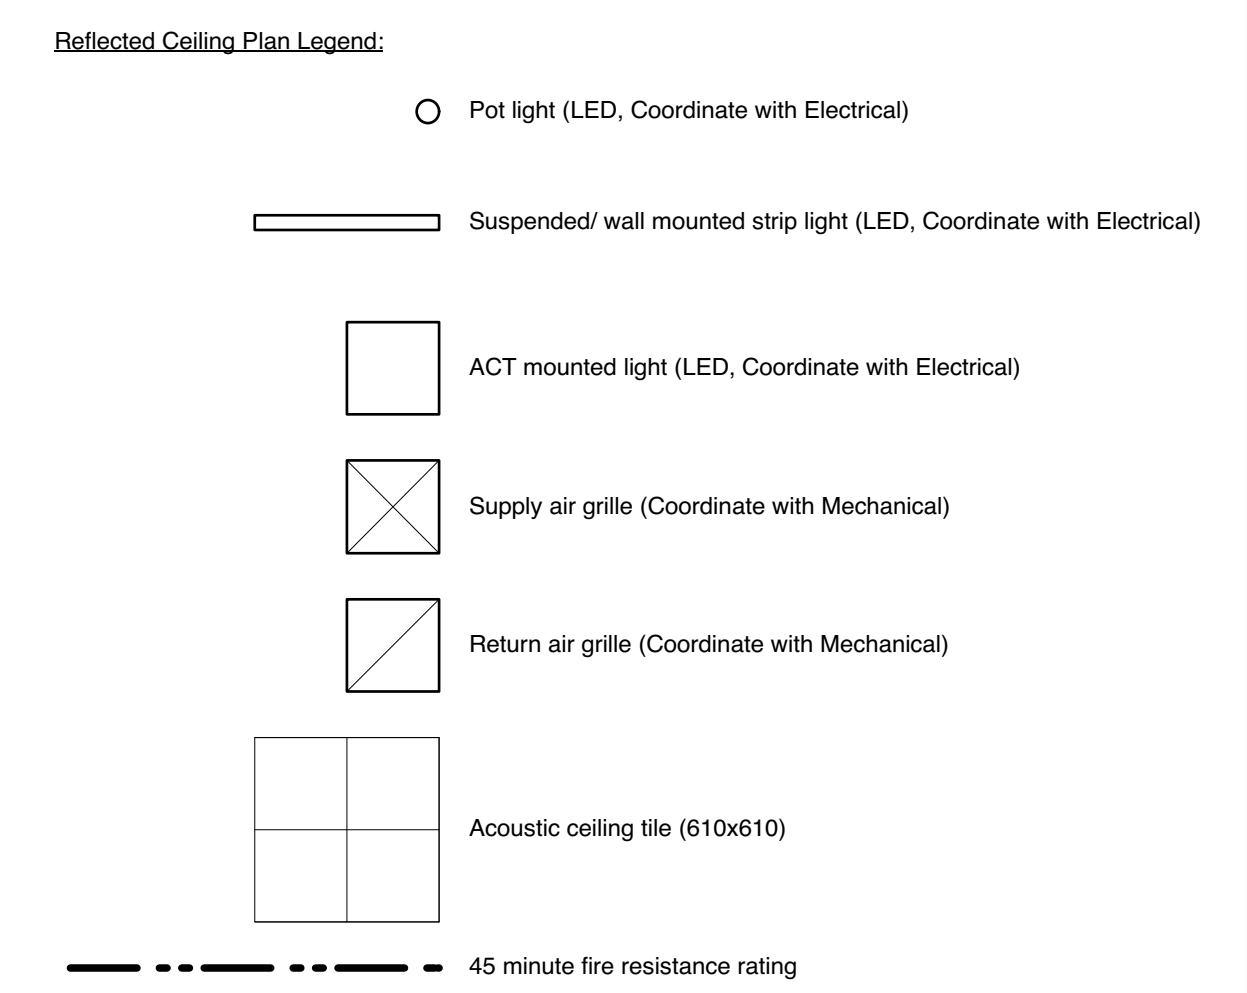 Reflected Ceiling Plan Legend:
Pot light (LED, Coordinate with Electrical)
Suspended/ wall mounted strip light (LED, Coordinate with Electrical)
ACT mounted light (LED, Coordinate with Electrical)
Supply air grille (Coordinate with Mechanical)
Return air grille (Coordinate with Mechanical)
Acoustic ceiling tile (610x610)
45 minute fire resistance rating